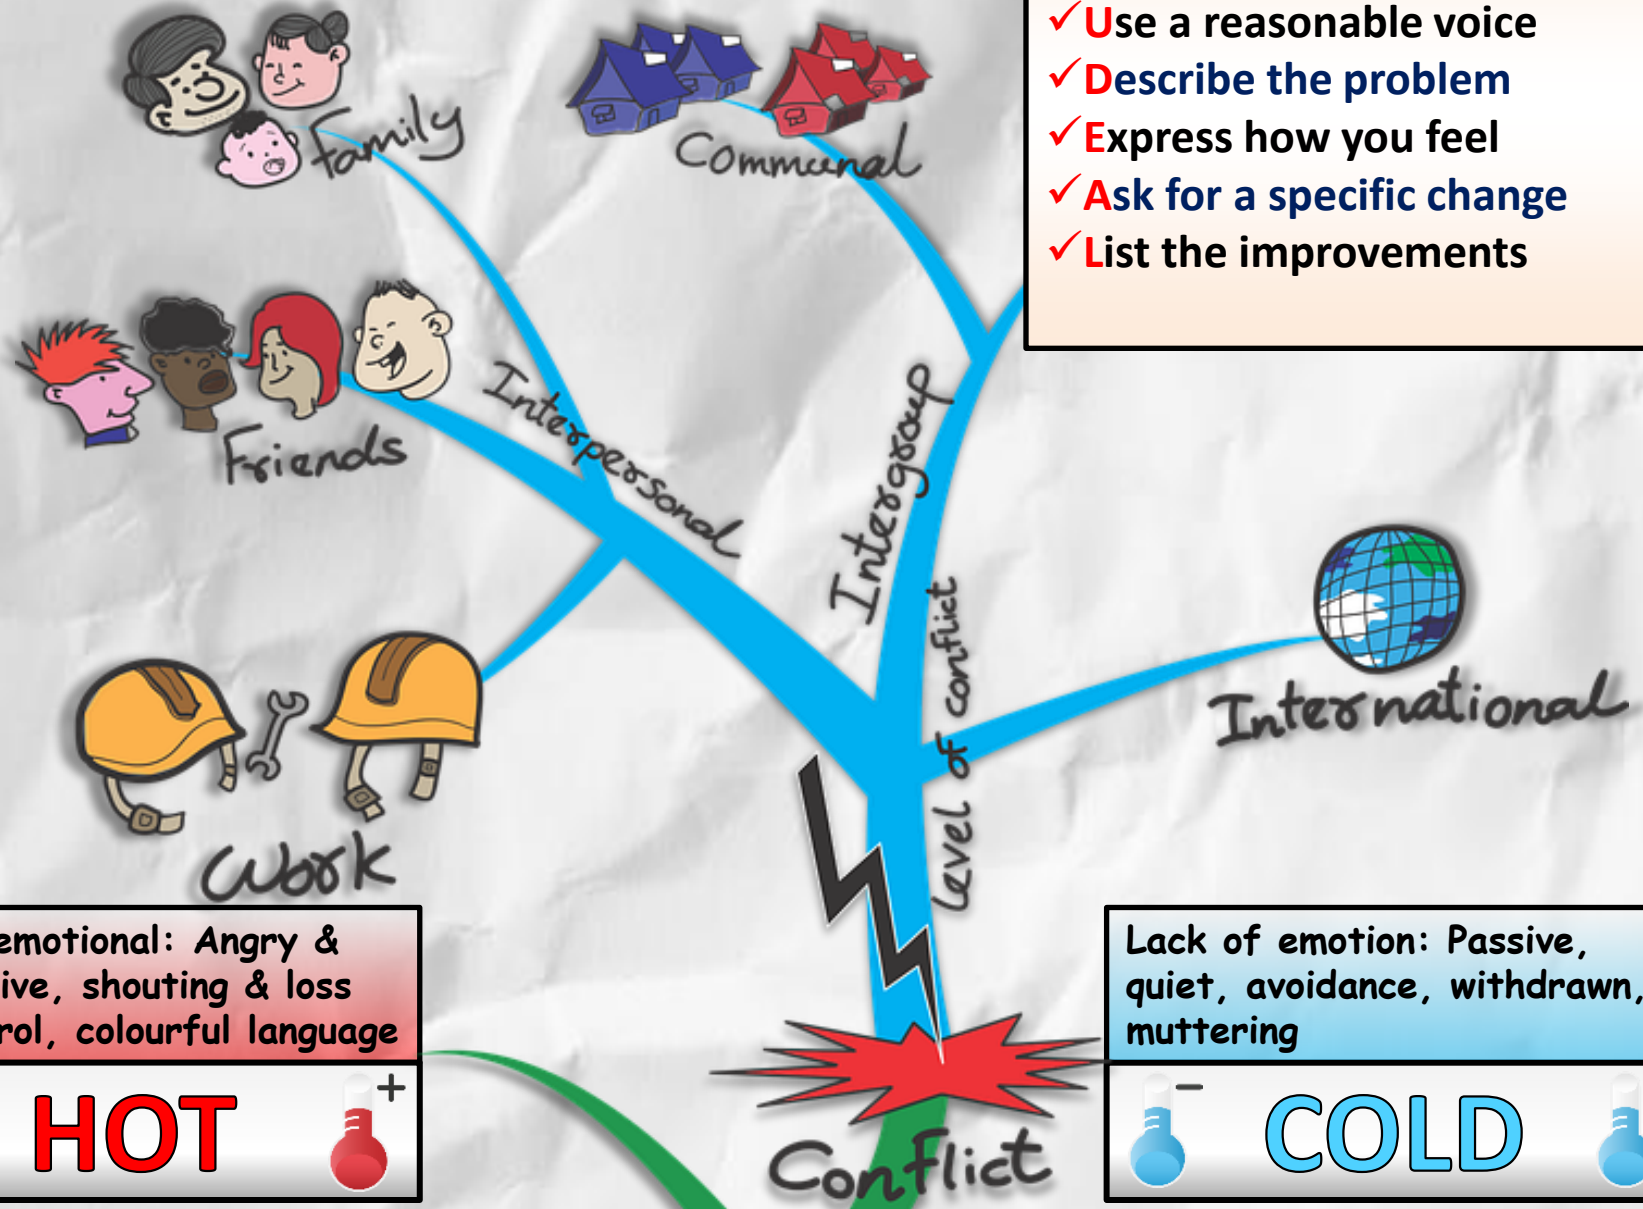 Use a reasonable voice
Describe the problem
Express how you feel
Ask for a specific change
List the improvements
Family
Communal
Friends
Interpersonal
Intergroup
Level of conflict
International
Work
emotional: Angry &
shouting & loss
colourful language
HOT
+
Lack of emotion: Passive,
quiet, avoidance, withdrawn,
muttering
-
COLD
Conflict